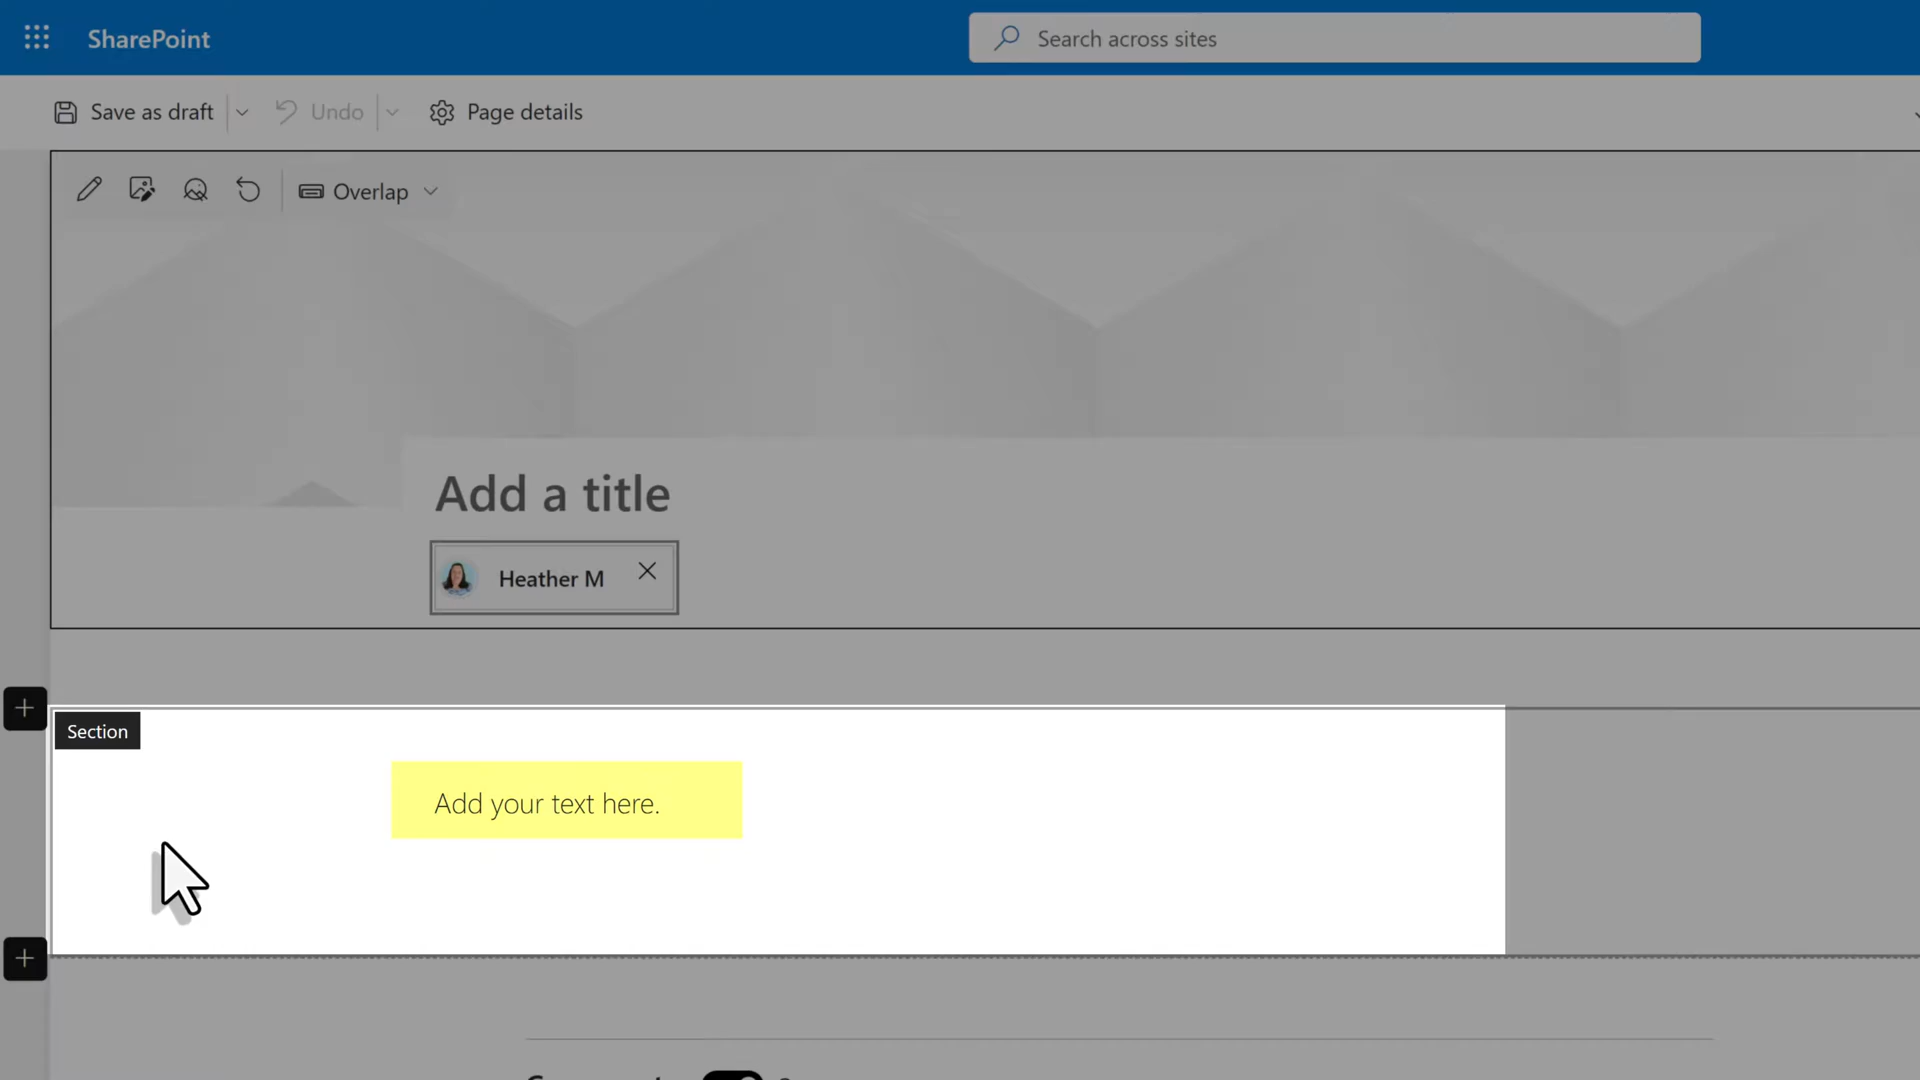 SharePoint
Search across sites
Save as draft
Undo
Page details
Overlap
Add a title
Heather M
Section
Add your text here.